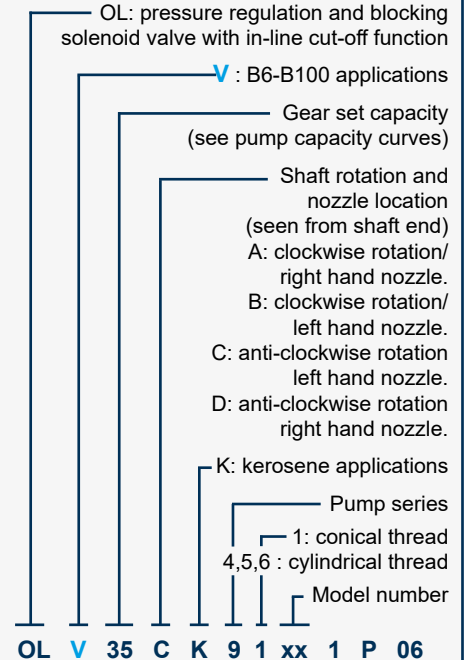 OL: pressure regulation and blocking
solenoid valve with in-line cut-off function
V : B6-B100 applications
Gear set capacity
(see pump capacity curves)
Shaft rotation and
nozzle location
(seen from shaft end)
A: clockwise rotation/
right hand nozzle.
B: clockwise rotation/
left hand nozzle.
C: anti-clockwise rotation
left hand nozzle.
D: anti-clockwise rotation
right hand nozzle.
K: kerosene applications
Pump series
1: conical thread
4,5,6 : cylindrical thread
Model number
OL V 35 C K 9 1 xx 1 P 06